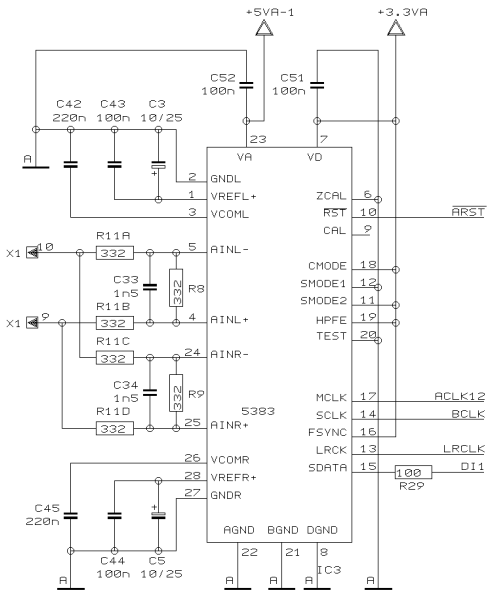 +5VA-1
+3.3VA
C52
100n
C51
100n
C42
220n
C43
100n
C3
10/25
+
A
23
VA
7
VD
2 GNDL
1 VREFL+
3 VCOML
ZCAL 6
RST 10 ARST
CAL 9
X1 10
R11A
332
5 AINL-
C33
1n5
332
R8
CMODE 18
SMODE1 12
SMODE2 11
HPFE 19
TEST 20
X1 9
R11B
332
4 AINL+
R11C
332
24 AINR-
C34
1n5
332
R9
R11D
332
25 AINR+
5383
MCLK 17 ACLK12
SCLK 14 BCLK
FSYNC 16
LRCK 13 LRCLK
SDATA 15 100 DI1
R29
26 VCOMR
28 VREFR+
27 GNDR
C45
220n
+
C44
100n
C5
10/25
AGND BGND DGND
22 21 8
IC3
A A A A A